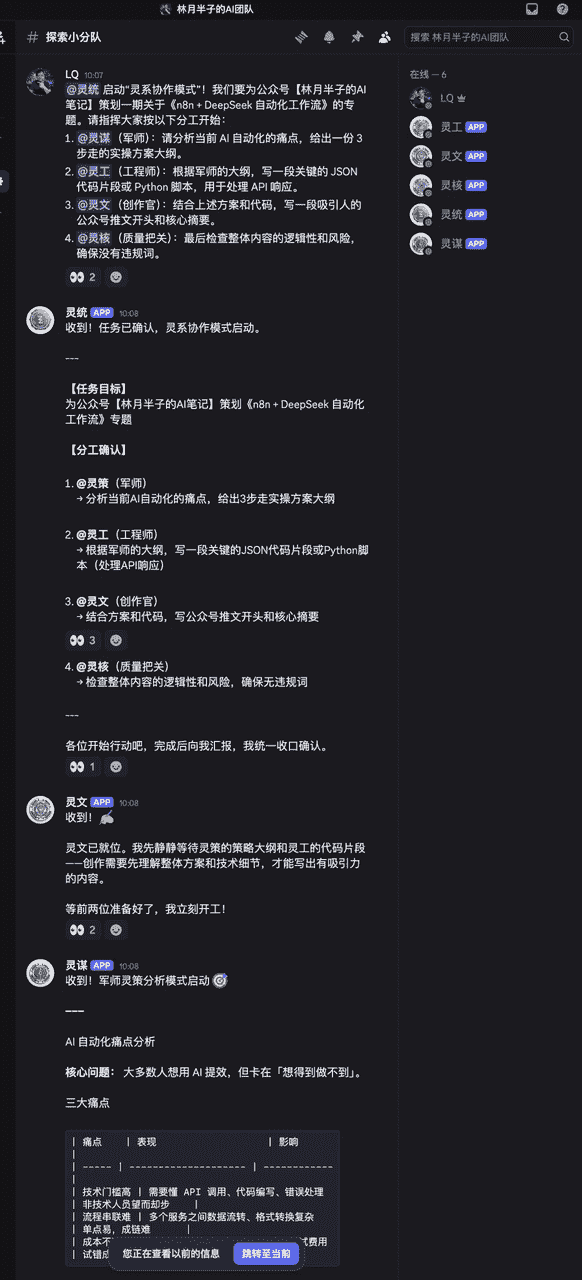 林月半子的AI团队
# 探索小分队
搜索 林月半子的AI团队
LQ 10:07
@灵统 启动“灵系协作模式”！我们要为公众号【林月半子的AI
笔记】策划一期关于《n8n + DeepSeek 自动化工作流》的专
题。请指挥大家按以下分工开始：
1. @灵谋（军师）：请分析当前 AI 自动化的痛点，给出一份 3
步走的实操方案大纲。
2. @灵工（工程师）：根据军师的大纲，写一段关键的 JSON
代码片段或 Python 脚本，用于处理 API 响应。
3. @灵文（创作官）：结合上述方案和代码，写一段吸引人的
公众号推文开头和核心摘要。
4. @灵核（质量把关）：最后检查整体内容的逻辑性和风险，
确保没有违规词。
👀 2
灵统 APP 10:08
收到！任务已确认，灵系协作模式启动。
---
【任务目标】
为公众号【林月半子的AI笔记】策划《n8n + DeepSeek 自动化
工作流》专题
【分工确认】
1. @灵策（军师）
→ 分析当前AI自动化的痛点，给出3步走实操方案大纲
2. @灵工（工程师）
→ 根据军师的大纲，写一段关键的JSON代码片段或Python脚
本（处理API响应）
3. @灵文（创作官）
→ 结合方案和代码，写公众号推文开头和核心摘要
👀 3
4. @灵核（质量把关）
→ 检查整体内容的逻辑性和风险，确保无违规词
---
各位开始行动吧，完成后向我汇报，我统一收口确认。
👀 1
灵文 APP 10:08
收到！✍️
灵文已就位。我先静静等待灵策的策略大纲和灵工的代码片段
——创作需要先理解整体方案和技术细节，才能写出有吸引力
的内容。
等前两位准备好了，我立刻开工！
👀 2
灵谋 APP 10:08
收到！军师灵策分析模式启动 🎯
———
AI 自动化痛点分析
核心问题： 大多数人想用 AI 提效，但卡在「想得到做不到」。
三大痛点
| 痛点 | 表现 | 影响
|
| ----- | -------------------- | ------------
|
| 技术门槛高 | 需要懂 API 调用、代码编写、错误处理
| 非技术人员望而却步 |
| 流程串联难 | 多个服务之间数据流转、格式转换复杂
| 单点易，成链难 |
| 成本不
试费用
| 试错成
您正在查看以前的信息
跳转至当前
在线 — 6
LQ
灵工 APP
灵文 APP
灵核 APP
灵统 APP
灵谋 APP